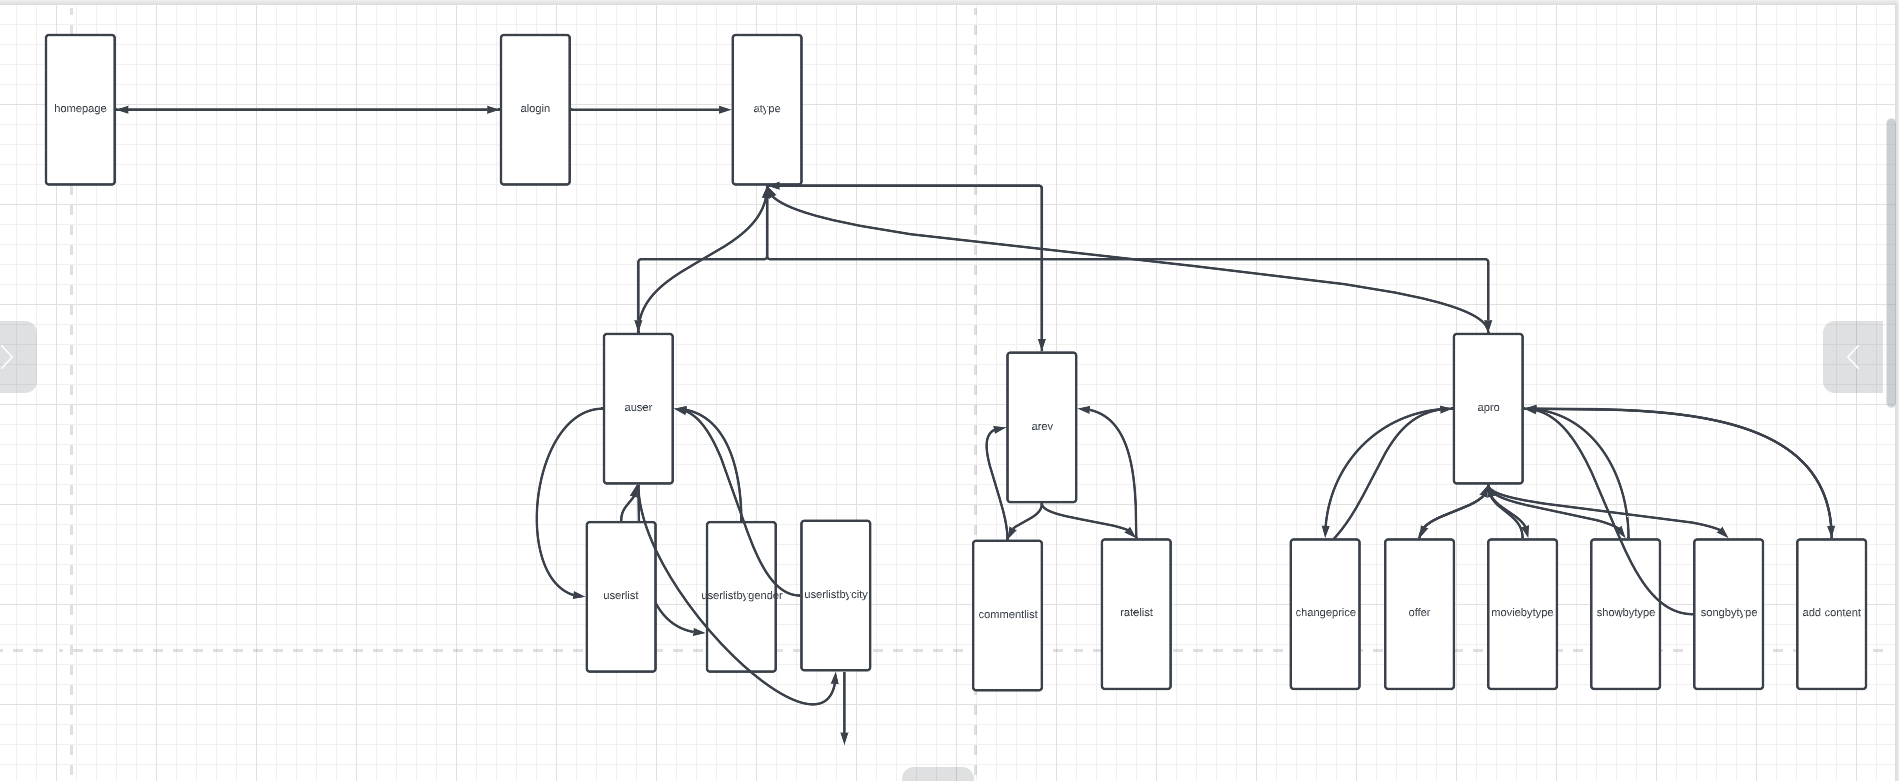 homepage
alogin
atype
auser
arev
apro
userlist
userlistbygender
userlistbycity
commentlist
ratelist
changeprice
offer
moviebytype
showbytype
songbytype
add content